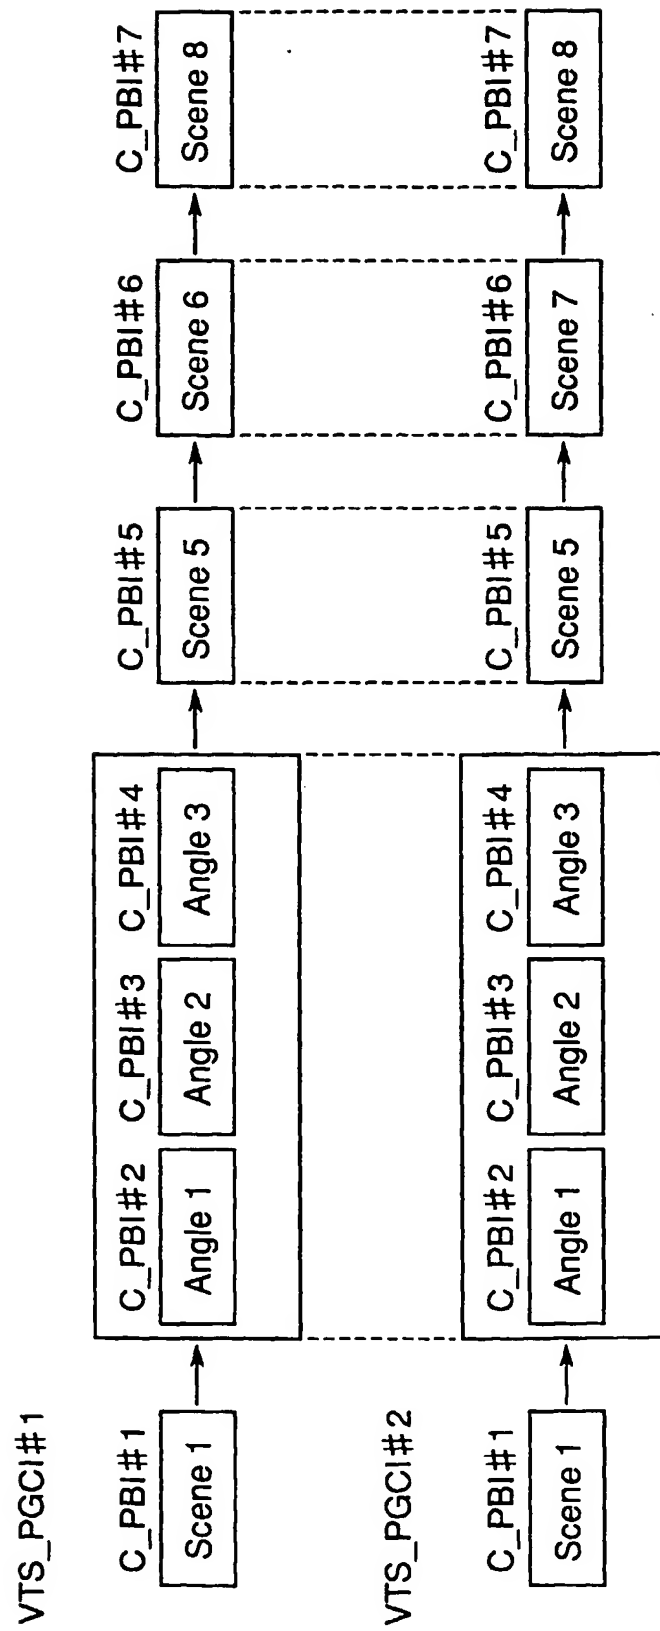 VTS_PGCI#1
C_PBI#1
Scene 1
C_PBI#2
Angle 1
C_PBI#3
Angle 2
C_PBI#4
Angle 3
C_PBI#5
Scene 5
C_PBI#6
Scene 6
C_PBI#7
Scene 8
VTS_PGCI#2
C_PBI#1
Scene 1
C_PBI#2
Angle 1
C_PBI#3
Angle 2
C_PBI#4
Angle 3
C_PBI#5
Scene 5
C_PBI#6
Scene 7
C_PBI#7
Scene 8